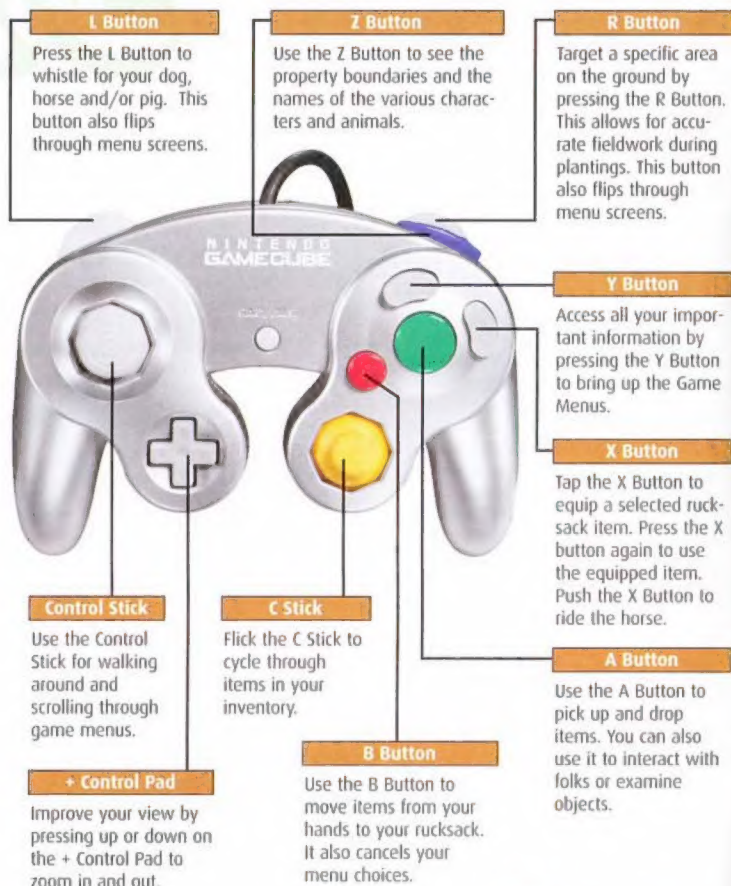 L Button
Press the L Button to
whistle for your dog,
horse and/or pig. This
button also flips
through menu screens.
Z Button
Use the Z Button to see the
property boundaries and the
names of the various charac-
ters and animals.
R Button
Target a specific area
on the ground by
pressing the R Button.
This allows for accu-
rate fieldwork during
plantings. This button
also flips through
menu screens.
NINTENDO
GAMECUBE
Y Button
Access all your impor-
tant information by
pressing the Y Button
to bring up the Game
Menus.
X Button
Tap the X Button to
equip a selected ruck-
sack item. Press the X
button again to use
the equipped item.
Push the X Button to
ride the horse.
Control Stick
Use the Control
Stick for walking
around and
scrolling through
game menus.
C Stick
Flick the C Stick to
cycle through
items in your
inventory.
A Button
Use the A Button to
pick up and drop
items. You can also
use it to interact with
folks or examine
objects.
+ Control Pad
Improve your view by
pressing up or down on
the + Control Pad to
zoom in and out.
B Button
Use the B Button to
move items from your
hands to your rucksack.
It also cancels your
menu choices.